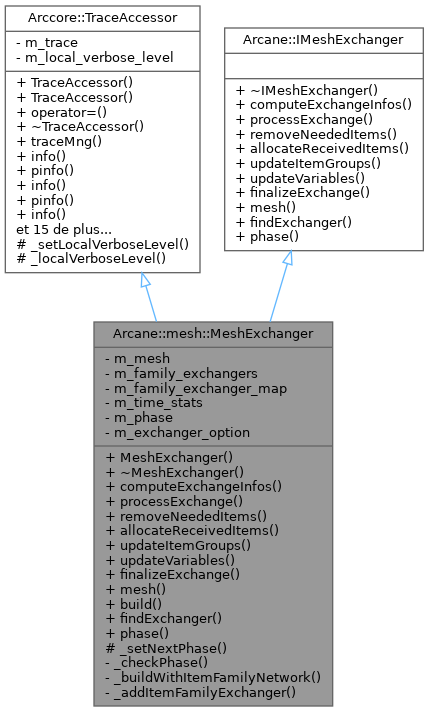 Arccore::TraceAccessor
- m_trace
- m_local_verbose_level
+ TraceAccessor()
+ TraceAccessor()
+ operator=()
+ ~TraceAccessor()
+ traceMng()
+ info()
+ pinfo()
+ info()
+ pinfo()
+ info()
et 15 de plus...
# _setLocalVerboseLevel()
# _localVerboseLevel()
Arcane::IMeshExchanger
+ ~IMeshExchanger()
+ computeExchangeInfos()
+ processExchange()
+ removeNeededItems()
+ allocateReceivedItems()
+ updateItemGroups()
+ updateVariables()
+ finalizeExchange()
+ mesh()
+ findExchanger()
+ phase()
Arcane::mesh::MeshExchanger
- m_mesh
- m_family_exchangers
- m_family_exchanger_map
- m_time_stats
- m_phase
- m_exchanger_option
+ MeshExchanger()
+ ~MeshExchanger()
+ computeExchangeInfos()
+ processExchange()
+ removeNeededItems()
+ allocateReceivedItems()
+ updateItemGroups()
+ updateVariables()
+ finalizeExchange()
+ mesh()
+ build()
+ findExchanger()
+ phase()
# _setNextPhase()
- _checkPhase()
- _buildWithItemFamilyNetwork()
- _addItemFamilyExchanger()